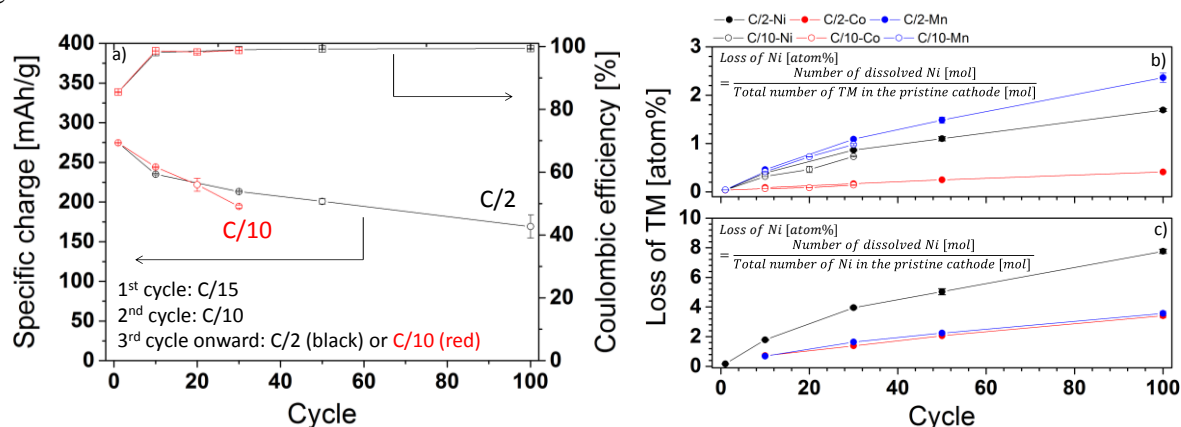 a)
400
350
300
250
200
150
100
50
0
Specific charge [mAh/g]
100
80
60
40
20
0
Coulombic efficiency [%]
C/2
C/10
1st cycle: C/15
2nd cycle: C/10
3rd cycle onward: C/2 (black) or C/10 (red)
0 20 40 60 80 100
Cycle
C/2-Ni C/2-Co C/2-Mn
C/10-Ni C/10-Co C/10-Mn
b)
3
2
1
0
Loss of Ni [atom%]
= Number of dissolved Ni [mol]
Total number of TM in the pristine cathode [mol]
Loss of TM [atom%]
c)
10
8
6
4
2
0
Loss of Ni [atom%]
= Number of dissolved Ni [mol]
Total number of Ni in the pristine cathode [mol]
0 20 40 60 80 100
Cycle